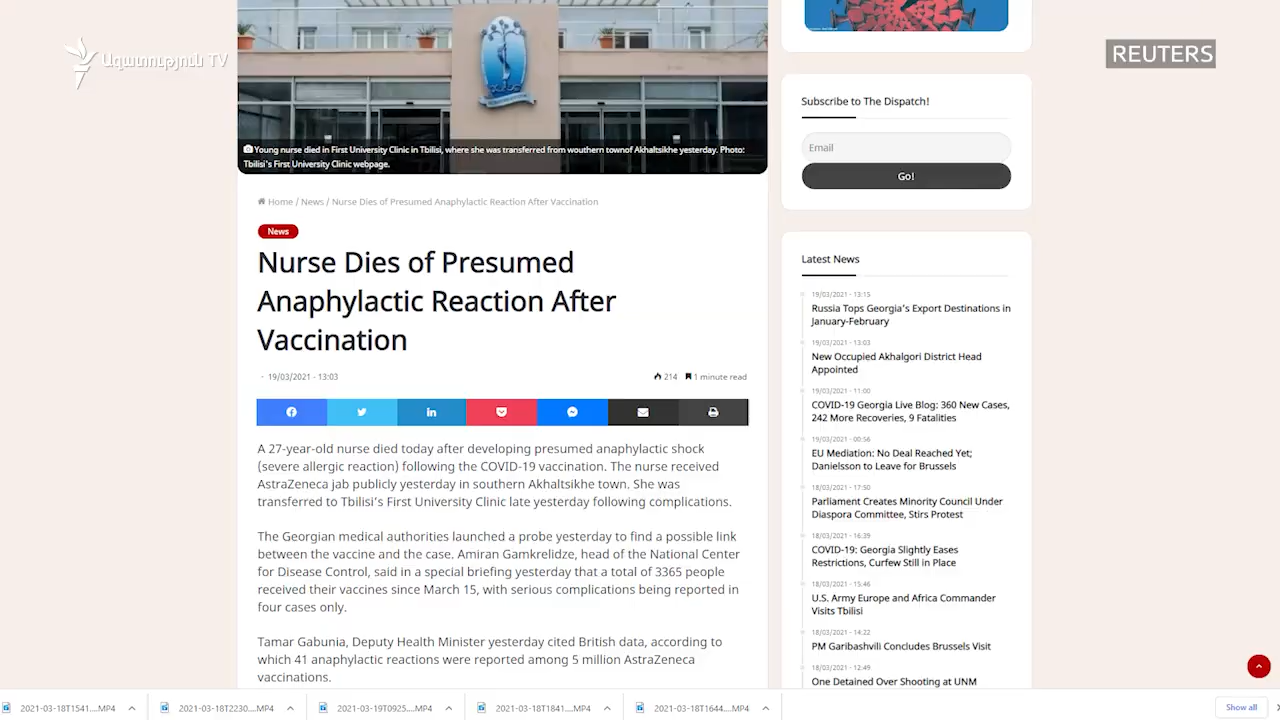 Ազատություն TV
REUTERS
Young nurse died in First University Clinic in Tbilisi, where she was transferred from wouthern townof Akhaltsikhe yesterday. Photo:
Tbilisi's First University Clinic webpage.
Home / News / Nurse Dies of Presumed Anaphylactic Reaction After Vaccination
News
Nurse Dies of Presumed
Anaphylactic Reaction After
Vaccination
- 19/03/2021 - 13:03
214 1 minute read
A 27-year-old nurse died today after developing presumed anaphylactic shock
(severe allergic reaction) following the COVID-19 vaccination. The nurse received
AstraZeneca jab publicly yesterday in southern Akhaltsikhe town. She was
transferred to Tbilisi's First University Clinic late yesterday following complications.
The Georgian medical authorities launched a probe yesterday to find a possible link
between the vaccine and the case. Amiran Gamkrelidze, head of the National Center
for Disease Control, said in a special briefing yesterday that a total of 3365 people
received their vaccines since March 15, with serious complications being reported in
four cases only.
Tamar Gabunia, Deputy Health Minister yesterday cited British data, according to
which 41 anaphylactic reactions were reported among 5 million AstraZeneca
vaccinations.
Subscribe to The Dispatch!
Email
Go!
Latest News
19/03/2021 - 13:15
Russia Tops Georgia's Export Destinations in
January-February
19/03/2021 - 13:03
New Occupied Akhalgori District Head
Appointed
19/03/2021 - 11:00
COVID-19 Georgia Live Blog: 360 New Cases,
242 More Recoveries, 9 Fatalities
19/03/2021 - 00:56
EU Mediation: No Deal Reached Yet;
Danielsson to Leave for Brussels
18/03/2021 - 17:50
Parliament Creates Minority Council Under
Diaspora Committee, Stirs Protest
18/03/2021 - 16:39
COVID-19: Georgia Slightly Eases
Restrictions, Curfew Still in Place
18/03/2021 - 15:46
U.S. Army Europe and Africa Commander
Visits Tbilisi
18/03/2021 - 14:22
PM Garibashvili Concludes Brussels Visit
18/03/2021 - 12:49
One Detained Over Shooting at UNM
2021-03-18T1541....MP4
2021-03-18T2230....MP4
2021-03-19T0925....MP4
2021-03-18T1841....MP4
2021-03-18T1644....MP4
Show all